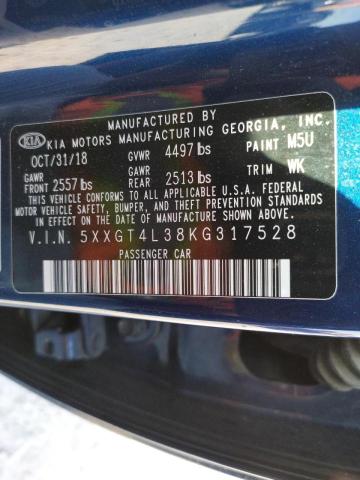 MANUFACTURED BY
KIA KIA MOTORS MANUFACTURING GEORGIA, INC.
OCT/31/18 GVWR 4497 lbs PAINT M5U
GAWR FRONT 2557 lbs GAWR REAR 2513 lbs TRIM WK
THIS VEHICLE CONFORMS TO ALL APPLICABLE U.S.A. FEDERAL
MOTOR VEHICLE SAFETY, BUMPER, AND THEFT PREVENTION STANDARDS
IN EFFECT ON THE DATE OF MANUFACTURE SHOWN ABOVE.
V.I.N. 5XXGT4L38KG317528
PASSENGER CAR